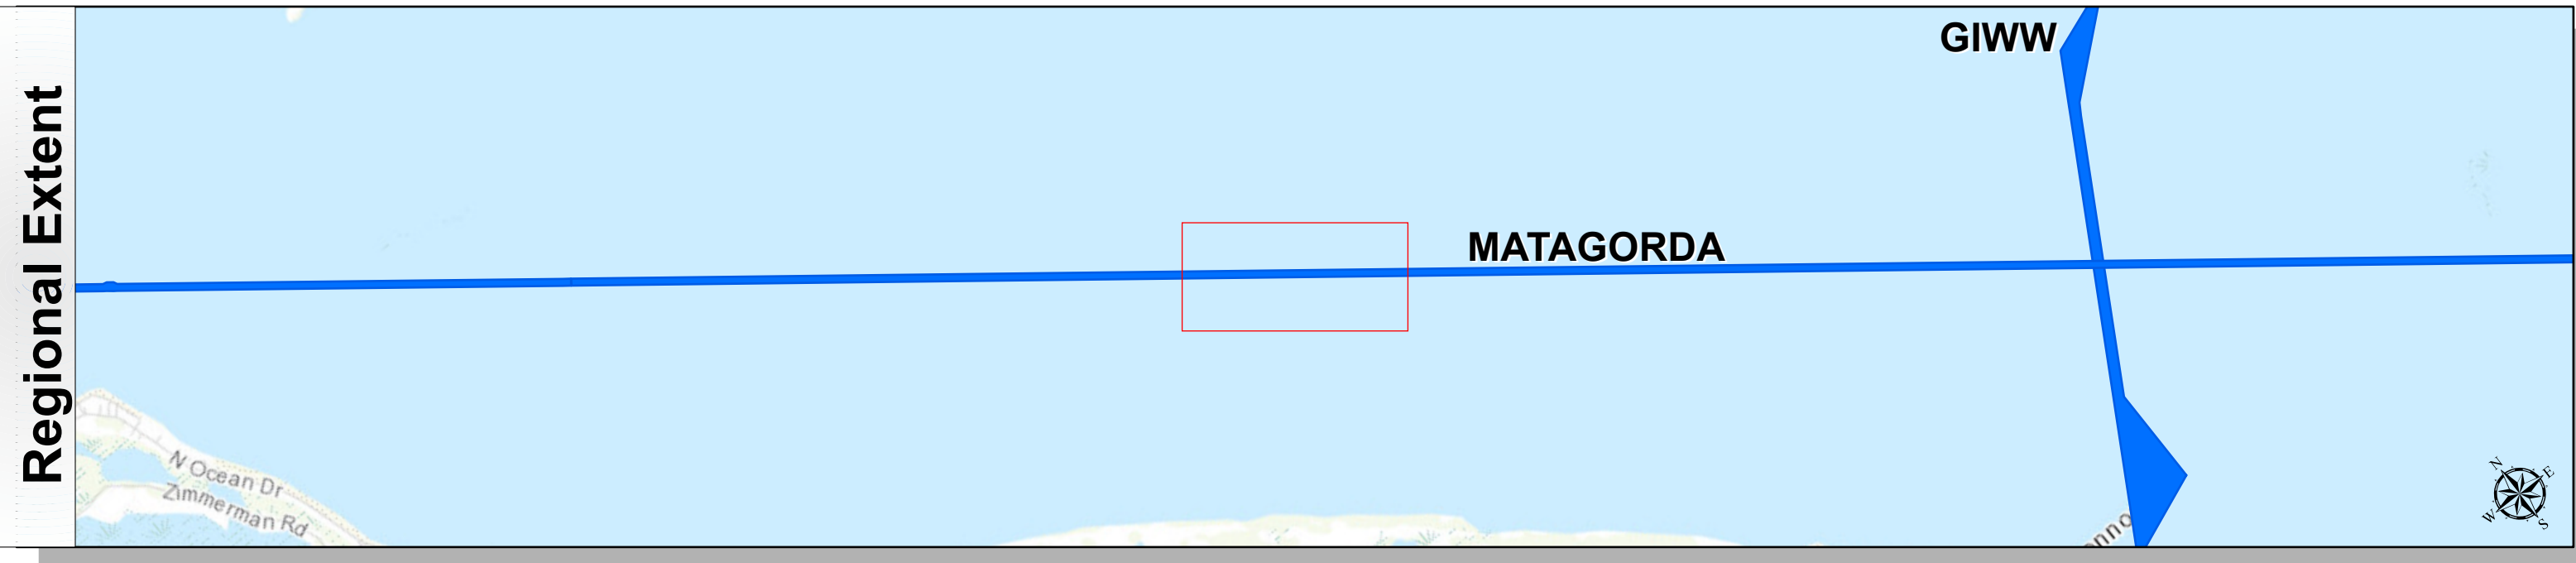 Regional Extent
GIWW
MATAGORDA
N Ocean Dr
Zimmerman Rd
N
E
W
S